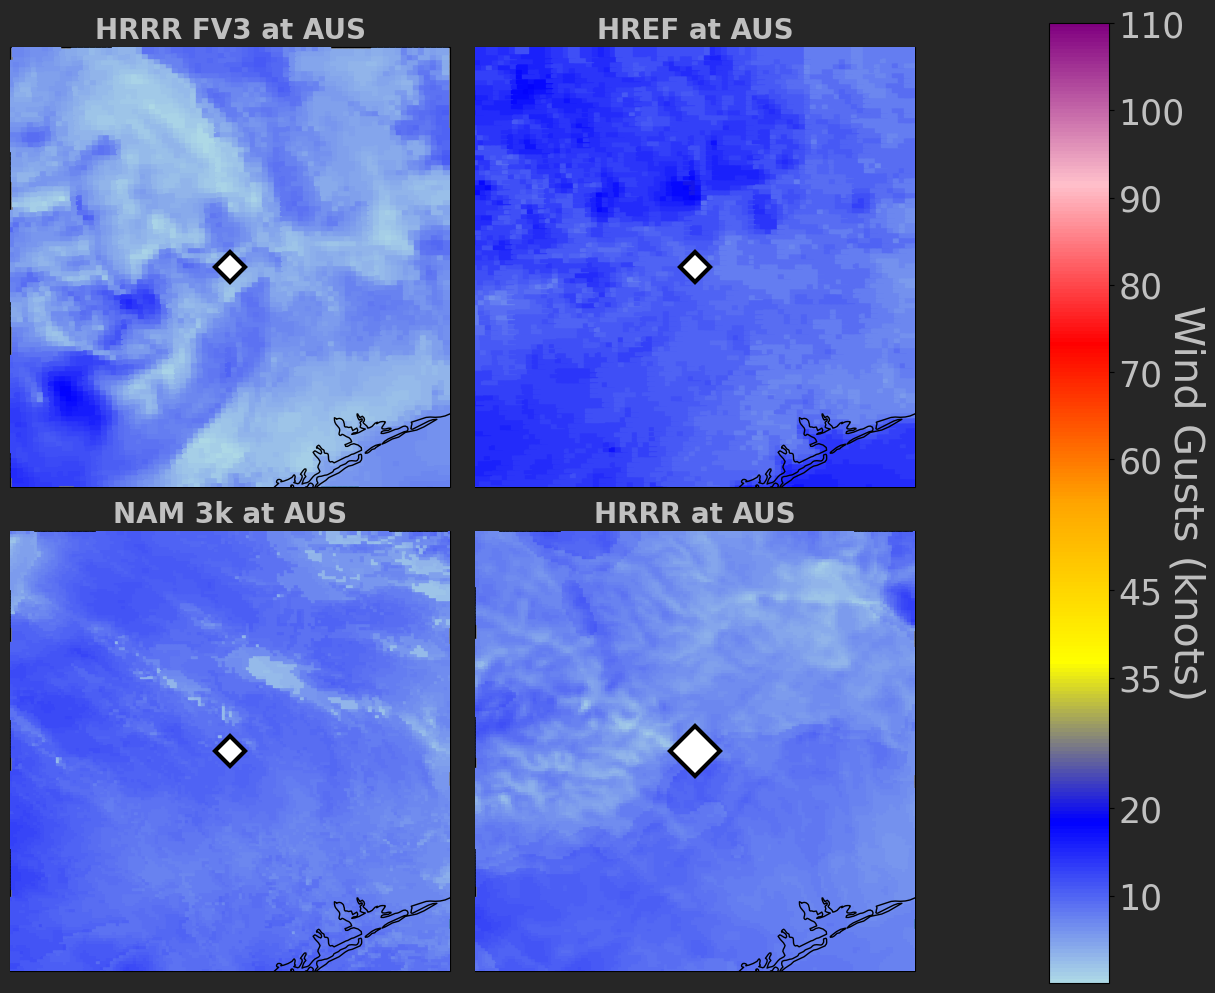 HRRR FV3 at AUS
HREF at AUS
NAM 3k at AUS
HRRR at AUS
110
100
90
80
70
60
45
35
20
10
Wind Gusts (knots)